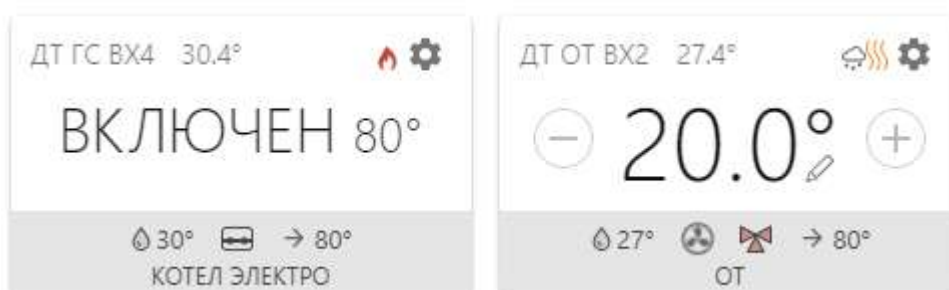 ДТ ГС ВХ4 30.4°
ВКЛЮЧЕН 80°
30° → 80°
КОТЕЛ ЭЛЕКТРО
ДТ ОТ ВХ2 27.4°
20.0°
27° → 80°
ОТ